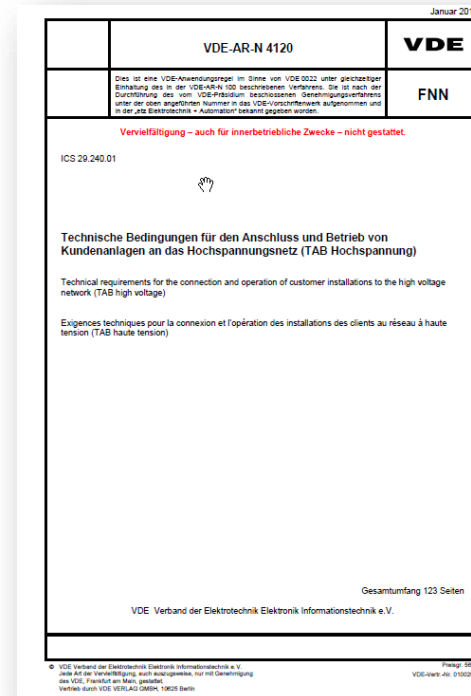 Januar 201
VDE-AR-N 4120
VDE
Dies ist eine VDE-Anwendungsregel im Sinne von VDE 0022 unter gleichzeitiger
Einhaltung des in der VDE-AR-N 100 beschriebenen Verfahrens. Sie ist nach der
Durchführung des vom VDE-Präsidium beschlossenen Genehmigungsverfahrens
unter der oben angeführten Nummer in das VDE-Vorschriftenwerk aufgenommen und
in der „etz Elektrotechnik + Automation“ bekannt gegeben worden.
FNN
Vervielfältigung – auch für innerbetriebliche Zwecke – nicht gestattet.
ICS 29.240.01
Technische Bedingungen für den Anschluss und Betrieb von
Kundenanlagen an das Hochspannungsnetz (TAB Hochspannung)
Technical requirements for the connection and operation of customer installations to the high voltage
network (TAB high voltage)
Exigences techniques pour la connexion et l'opération des installations des clients au réseau à haute
tension (TAB haute tension)
Gesamtumfang 123 Seiten
VDE Verband der Elektrotechnik Elektronik Informationstechnik e.V.
© VDE Verband der Elektrotechnik Elektronik Informationstechnik e.V.
Jede Art der Vervielfältigung, auch auszugsweise, nur mit Genehmigung
des VDE, Frankfurt am Main, gestattet.
Vertrieb durch VDE VERLAG GMBH, 10625 Berlin
Preisgr. 56
VDE-Vertr.-Nr. 01002